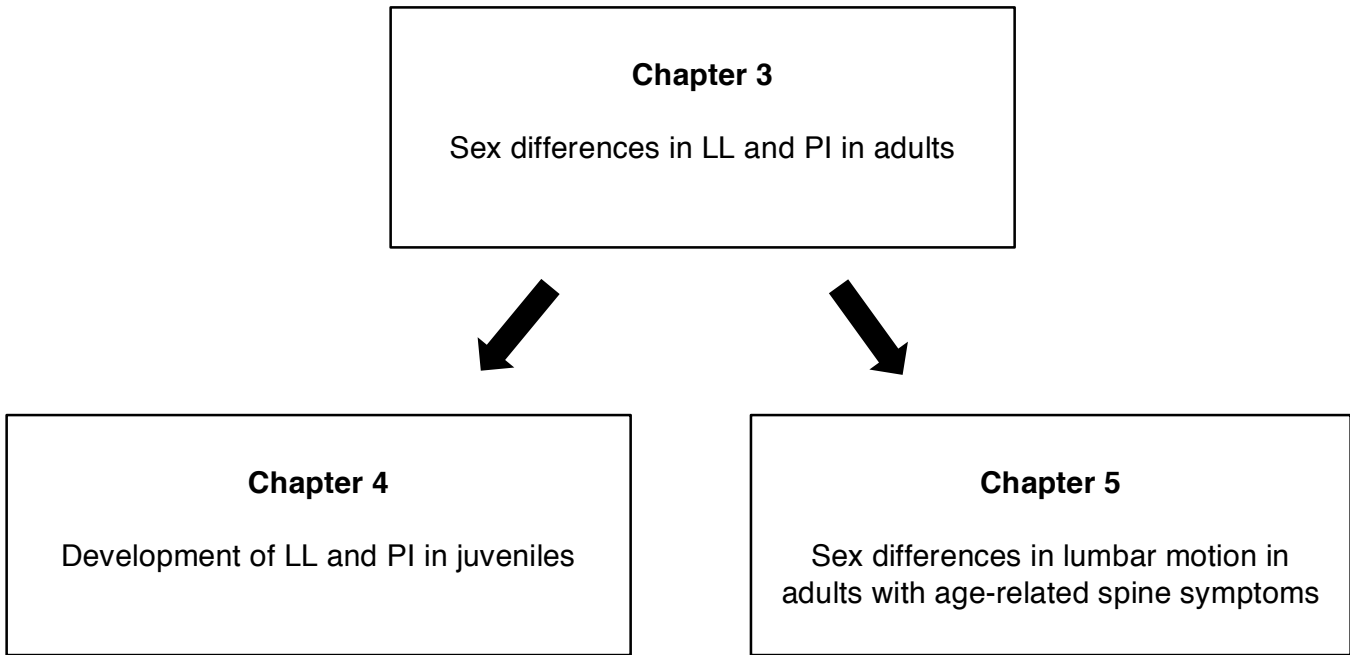 Chapter 3
Sex differences in LL and PI in adults
Chapter 4
Development of LL and PI in juveniles
Chapter 5
Sex differences in lumbar motion in
adults with age-related spine symptoms